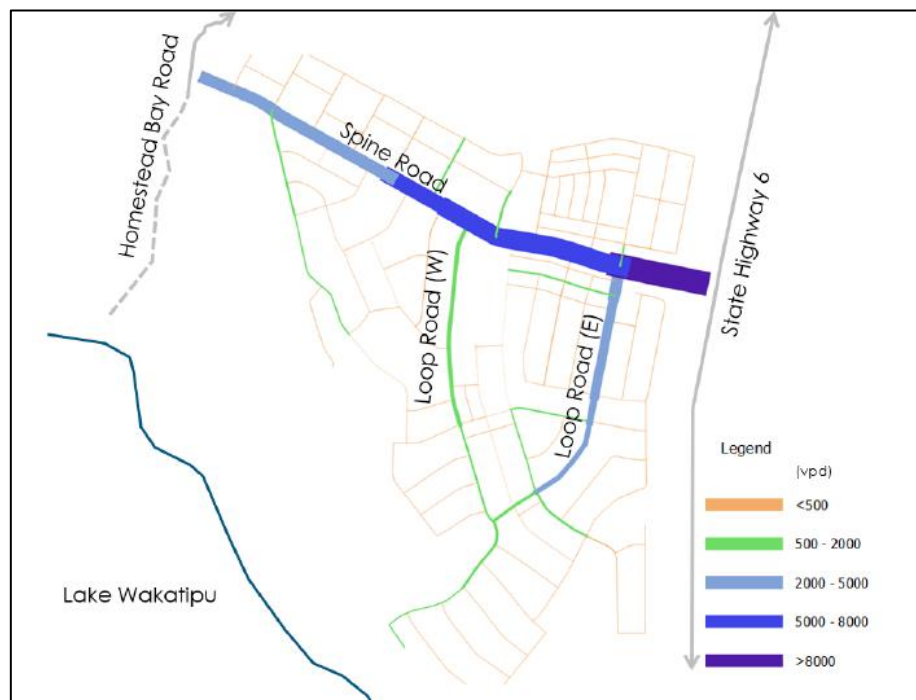 Homestead Bay Road
Spine Road
State Highway 6
Loop Road (W)
Loop Road (E)
Lake Wakatipu
Legend
(vpd)
<500
500 - 2000
2000 - 5000
5000 - 8000
>8000